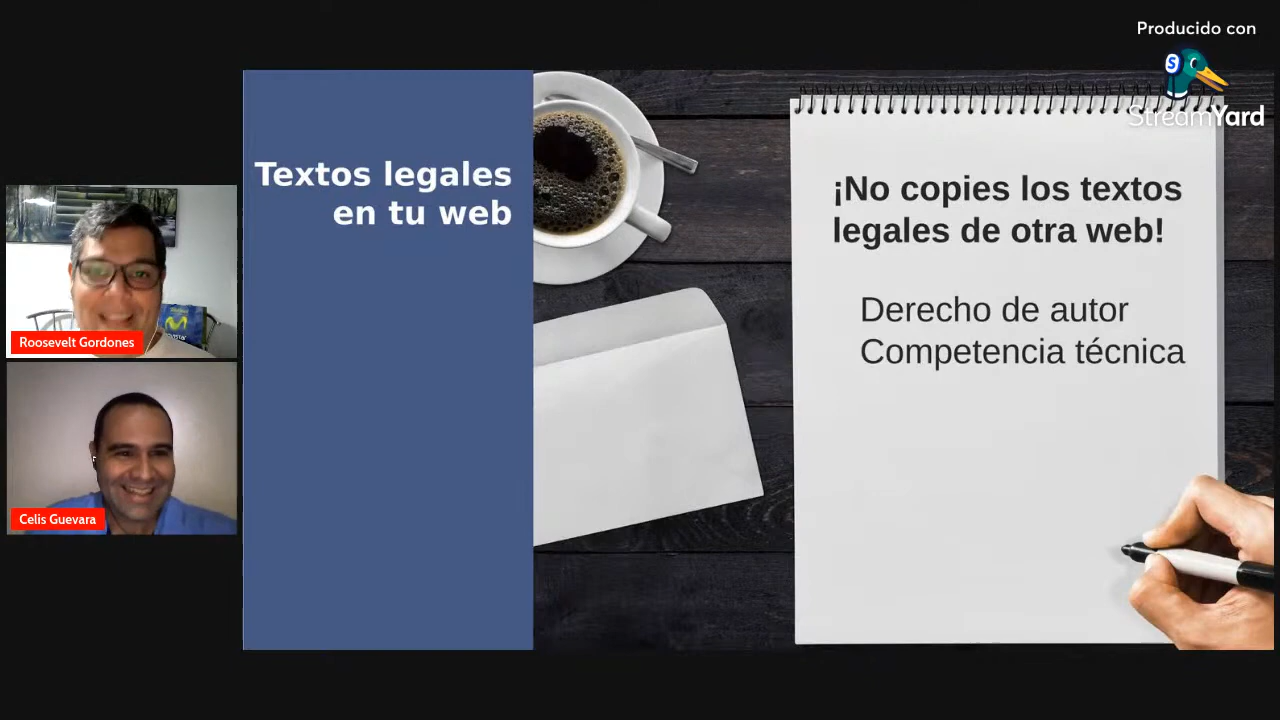 Producido con
StreamYard
Textos legales
en tu web
¡No copies los textos
legales de otra web!
Derecho de autor
Competencia técnica
Roosevelt Gordones
Celis Guevara